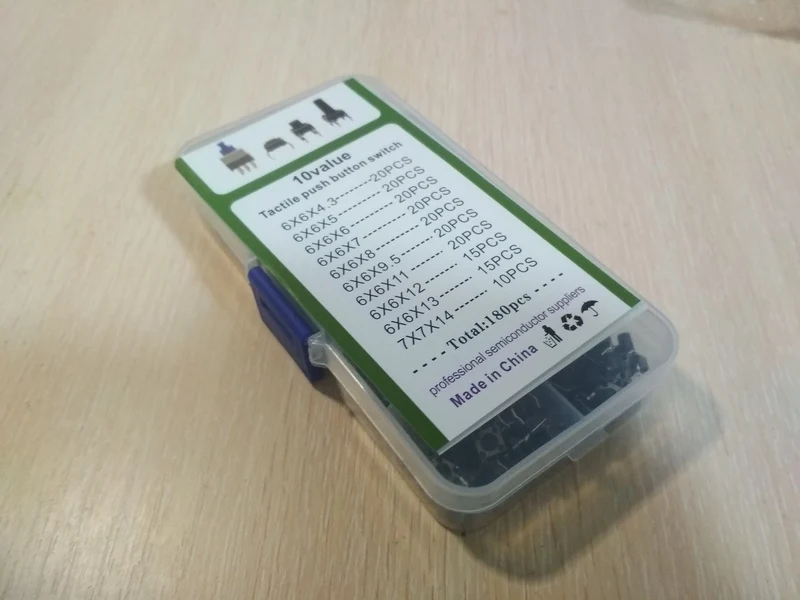 10value
Tactile push button switch
6X6X4.3--------20PCS
6X6X5---------- 20PCS
6X6X6---------- 20PCS
6X6X7---------- 20PCS
6X6X8---------- 20PCS
6X6X9.5------- 20PCS
6X6X11------- 20PCS
6X6X12------- 15PCS
6X6X13------- 15PCS
7X7X14------- 10PCS
- - - - Total:180pcs - - - -
professional semiconductor suppliers
Made in China